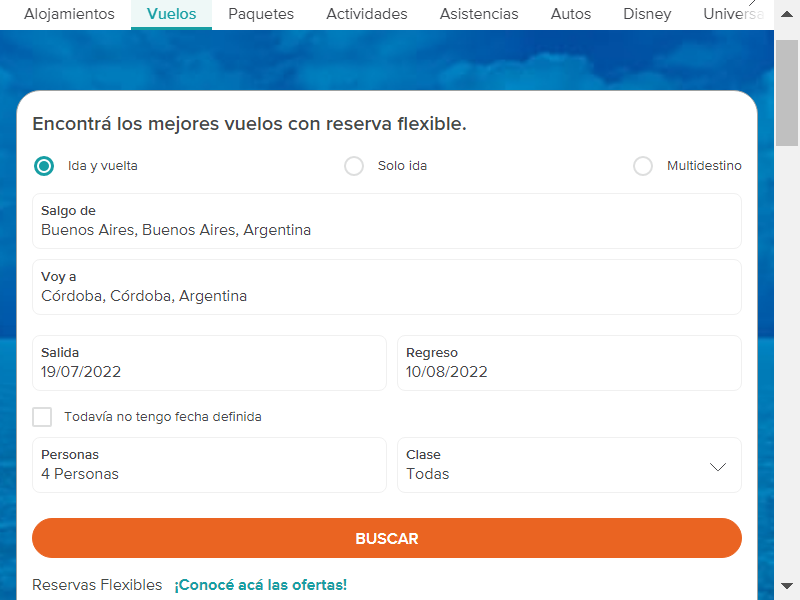 Alojamientos Vuelos Paquetes Actividades Asistencias Autos Disney Universa
Encontrá los mejores vuelos con reserva flexible.
Ida y vuelta Solo ida Multidestino
Salgo de
Buenos Aires, Buenos Aires, Argentina
Voy a
Córdoba, Córdoba, Argentina
Salida Regreso
19/07/2022 10/08/2022
Todavía no tengo fecha definida
Personas Clase
4 Personas Todas
BUSCAR
Reservas Flexibles ¡Conocé acá las ofertas!